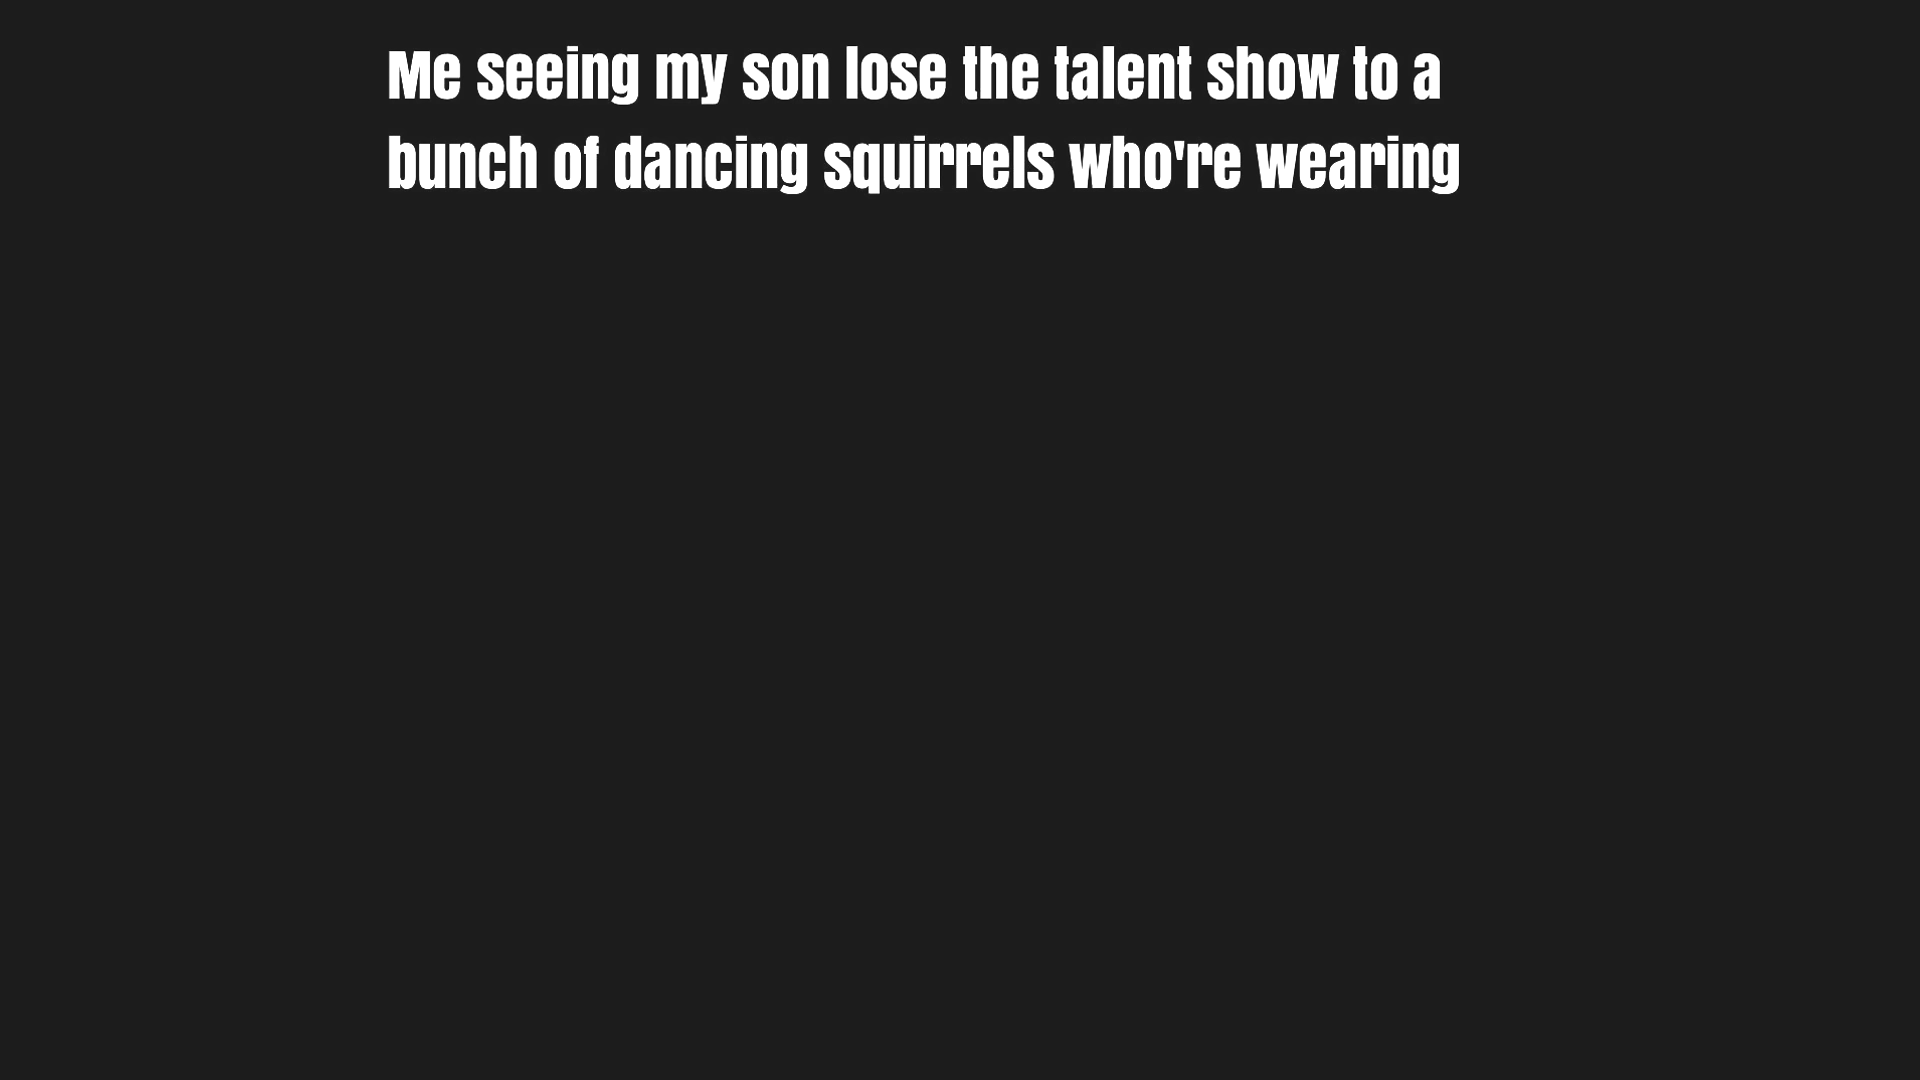 Me seeing my son lose the talent show to a
bunch of dancing squirrels who're wearing